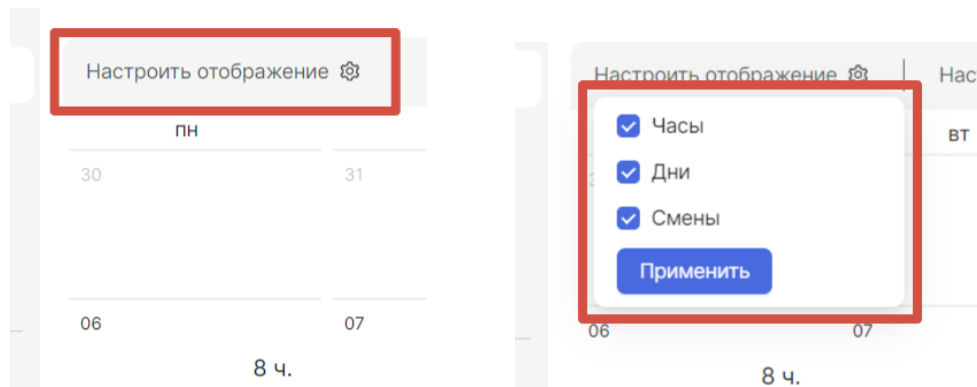 Настроить отображение
пн
30 31
06 07
8 ч.
Настроить отображение | Нас
Часы
вт
Дни
Смены
Применить
06 07
8 ч.